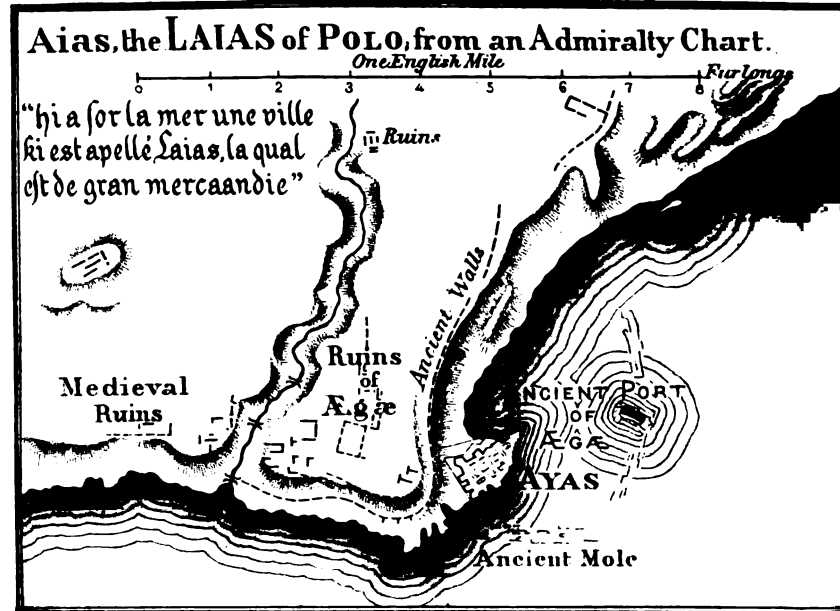 Aias, the LAIAS of POLO, from an Admiralty Chart.
One English Mile
0 1 2 3 4 5 6 7 8 Furlongs
"hi a sor la mer une ville
ki est apellé Laias, la qual
est de gran mercaandie"
Ruins
Ancient Walls
Ruins
of
Ægæ
Medieval
Ruins
ANCIENT PORT
OF
ÆGÆ
AYAS
Ancient Mole